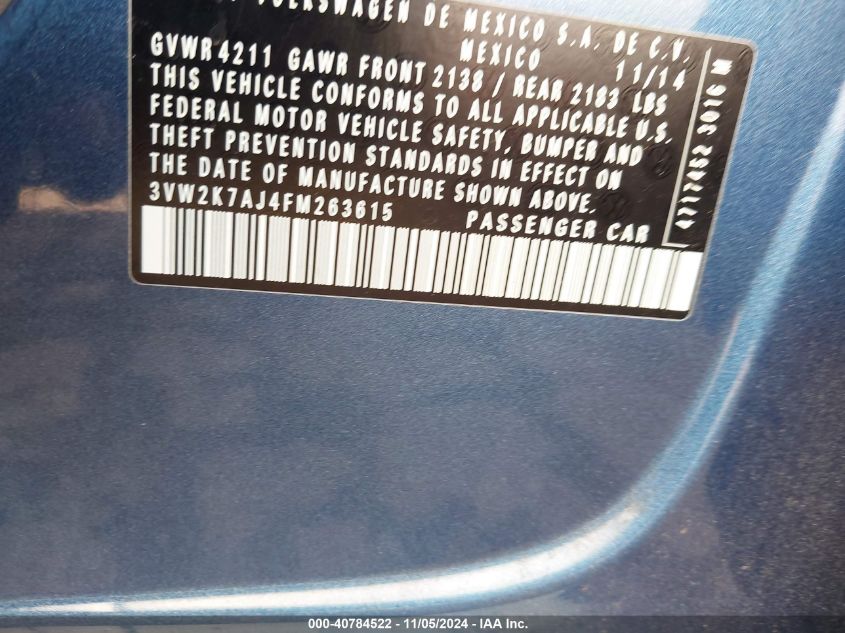 VOLKSWAGEN DE MEXICO S.A. DE C.V.
MEXICO 11/14
GVWR 4211 GAWR FRONT 2138 / REAR 2183 LBS
THIS VEHICLE CONFORMS TO ALL APPLICABLE U.S.
FEDERAL MOTOR VEHICLE SAFETY, BUMPER AND
THEFT PREVENTION STANDARDS IN EFFECT ON
THE DATE OF MANUFACTURE SHOWN ABOVE.
3VW2K7AJ4FM263615 PASSENGER CAR
000-40784522 - 11/05/2024 - IAA Inc.